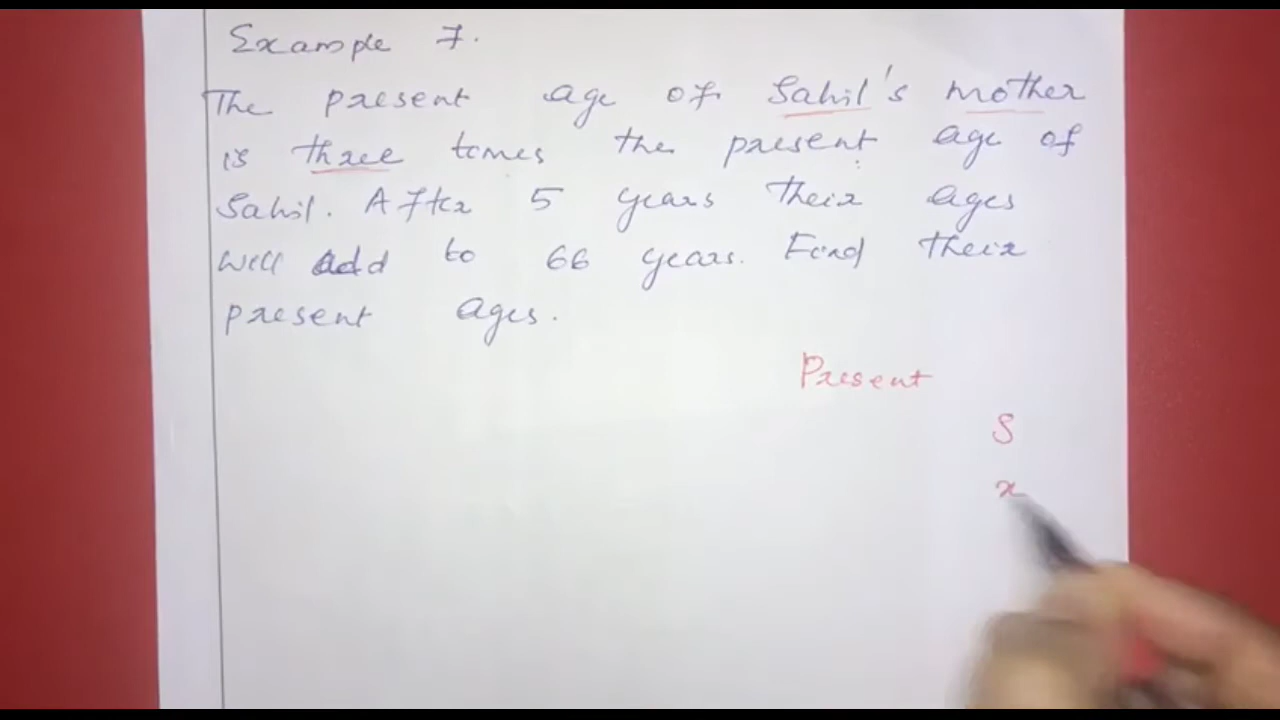 Example 7.
The present age of Sahil's mother
is three times the present age of
Sahil. After 5 years their ages
will add to 66 years. Find their
present ages.
Present
S
x